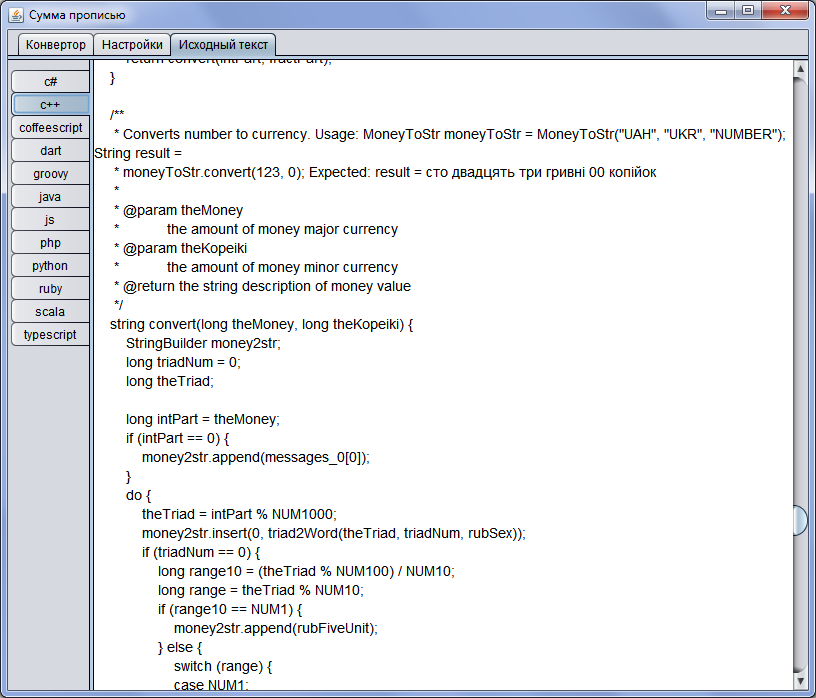 Сумма прописью
Конвертор Настройки Исходный текст
c#
c++
coffeescript
dart
groovy
java
js
php
python
ruby
scala
typescript
return convert(intPart, fractPart);
}
/**
* Converts number to currency. Usage: MoneyToStr moneyToStr = MoneyToStr("UAH", "UKR", "NUMBER");
String result =
* moneyToStr.convert(123, 0); Expected: result = сто двадцять три гривні 00 копійок
*
* @param theMoney
* the amount of money major currency
* @param theKopeiki
* the amount of money minor currency
* @return the string description of money value
*/
string convert(long theMoney, long theKopeiki) {
StringBuilder money2str;
long triadNum = 0;
long theTriad;
long intPart = theMoney;
if (intPart == 0) {
money2str.append(messages_0[0]);
}
do {
theTriad = intPart % NUM1000;
money2str.insert(0, triad2Word(theTriad, triadNum, rubSex));
if (triadNum == 0) {
long range10 = (theTriad % NUM100) / NUM10;
long range = theTriad % NUM10;
if (range10 == NUM1) {
money2str.append(rubFiveUnit);
} else {
switch (range) {
case NUM1: